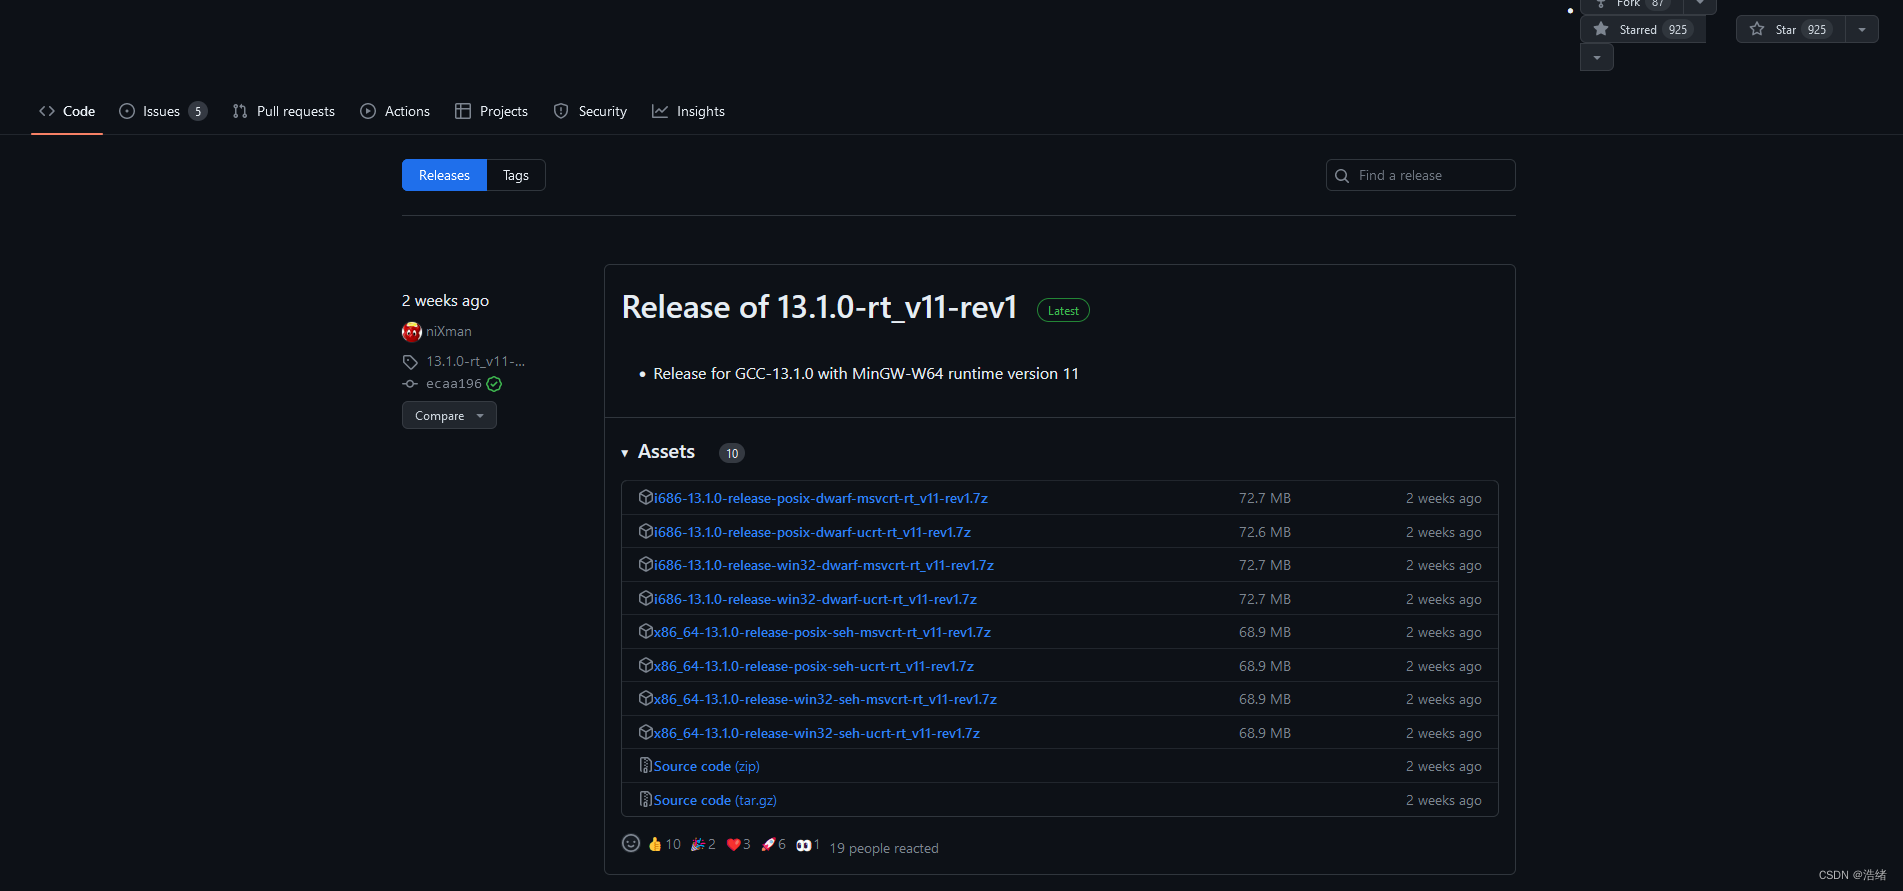 Fork 87
Starred 925
Star 925
Code
Issues 5
Pull requests
Actions
Projects
Security
Insights
Releases
Tags
Find a release
2 weeks ago
niXman
13.1.0-rt_v11-...
ecaa196
Compare
Release of 13.1.0-rt_v11-rev1 Latest
• Release for GCC-13.1.0 with MinGW-W64 runtime version 11
Assets 10
i686-13.1.0-release-posix-dwarf-msvcrt-rt_v11-rev1.7z 72.7 MB 2 weeks ago
i686-13.1.0-release-posix-dwarf-ucrt-rt_v11-rev1.7z 72.6 MB 2 weeks ago
i686-13.1.0-release-win32-dwarf-msvcrt-rt_v11-rev1.7z 72.7 MB 2 weeks ago
i686-13.1.0-release-win32-dwarf-ucrt-rt_v11-rev1.7z 72.7 MB 2 weeks ago
x86_64-13.1.0-release-posix-seh-msvcrt-rt_v11-rev1.7z 68.9 MB 2 weeks ago
x86_64-13.1.0-release-posix-seh-ucrt-rt_v11-rev1.7z 68.9 MB 2 weeks ago
x86_64-13.1.0-release-win32-seh-msvcrt-rt_v11-rev1.7z 68.9 MB 2 weeks ago
x86_64-13.1.0-release-win32-seh-ucrt-rt_v11-rev1.7z 68.9 MB 2 weeks ago
Source code (zip) 2 weeks ago
Source code (tar.gz) 2 weeks ago
👍 10 🎉 2 ❤️ 3 🚀 6 👀 1 19 people reacted
CSDN @浩绪